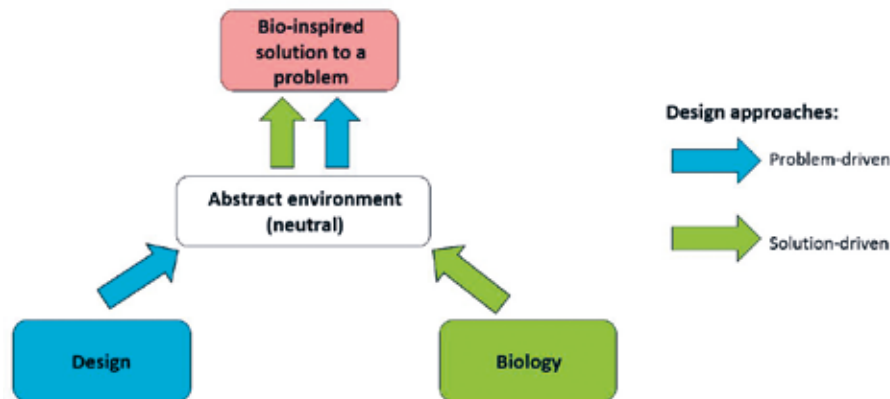 Bio-inspired
solution to a
problem
Design approaches:
Problem-driven
Abstract environment
(neutral)
Solution-driven
Design
Biology